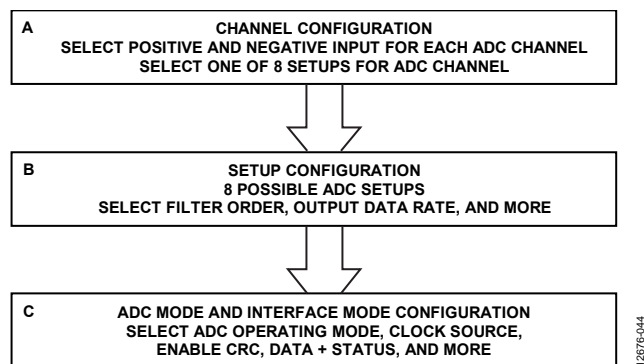 A
CHANNEL CONFIGURATION
SELECT POSITIVE AND NEGATIVE INPUT FOR EACH ADC CHANNEL
SELECT ONE OF 8 SETUPS FOR ADC CHANNEL
B
SETUP CONFIGURATION
8 POSSIBLE ADC SETUPS
SELECT FILTER ORDER, OUTPUT DATA RATE, AND MORE
C
ADC MODE AND INTERFACE MODE CONFIGURATION
SELECT ADC OPERATING MODE, CLOCK SOURCE,
ENABLE CRC, DATA + STATUS, AND MORE